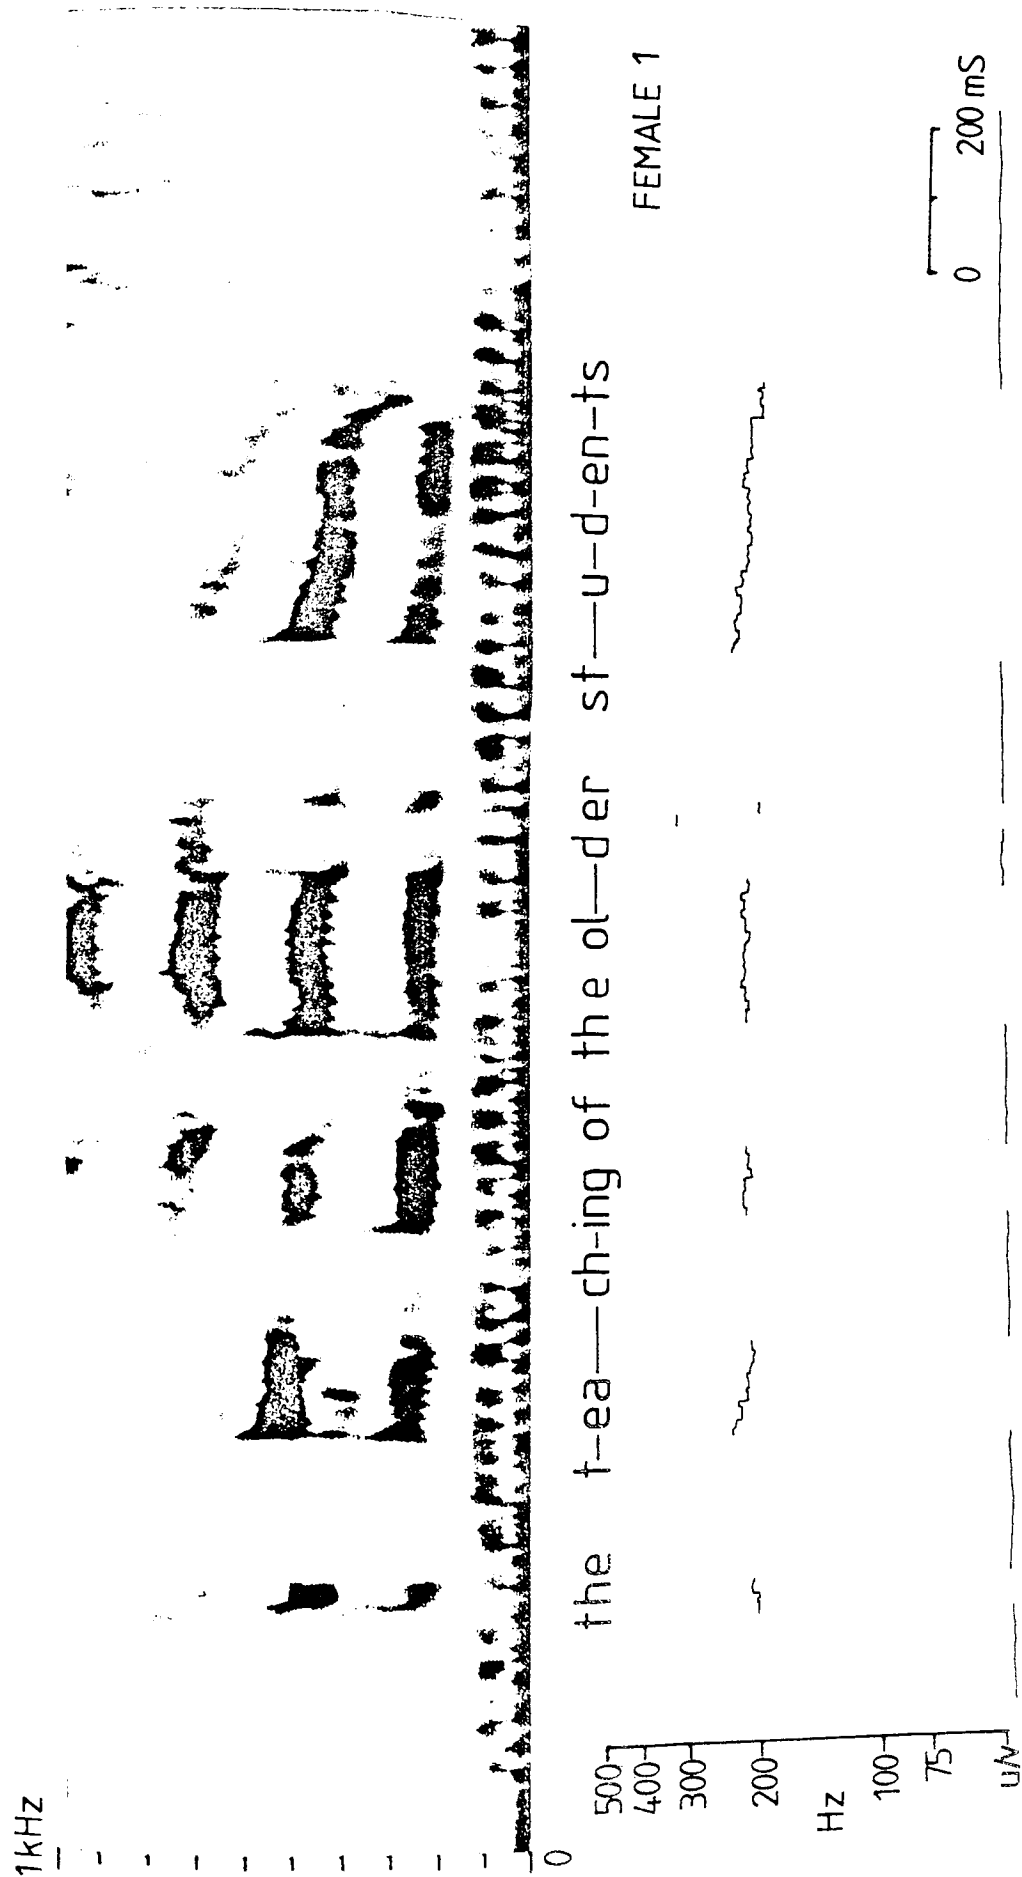 1kHz
0
the t-ea—ch-ing of the ol—der st—u-d-en-ts
FEMALE 1
500
400
300
200
Hz
100
75
u/v
0 200 mS